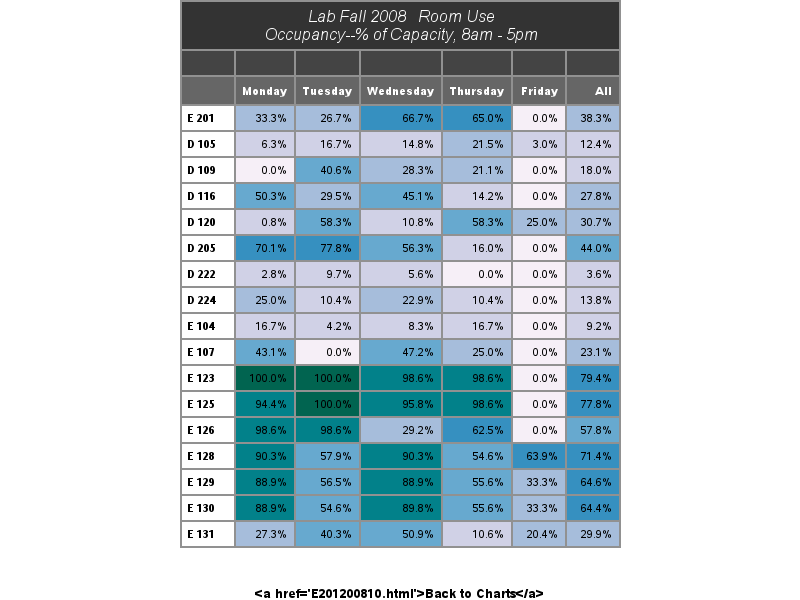 Lab Fall 2008 Room Use
Occupancy--% of Capacity, 8am - 5pm
Monday Tuesday Wednesday Thursday Friday All
E 201 33.3% 26.7% 66.7% 65.0% 0.0% 38.3%
D 105 6.3% 16.7% 14.8% 21.5% 3.0% 12.4%
D 109 0.0% 40.6% 28.3% 21.1% 0.0% 18.0%
D 116 50.3% 29.5% 45.1% 14.2% 0.0% 27.8%
D 120 0.8% 58.3% 10.8% 58.3% 25.0% 30.7%
D 205 70.1% 77.8% 56.3% 16.0% 0.0% 44.0%
D 222 2.8% 9.7% 5.6% 0.0% 0.0% 3.6%
D 224 25.0% 10.4% 22.9% 10.4% 0.0% 13.8%
E 104 16.7% 4.2% 8.3% 16.7% 0.0% 9.2%
E 107 43.1% 0.0% 47.2% 25.0% 0.0% 23.1%
E 123 100.0% 100.0% 98.6% 98.6% 0.0% 79.4%
E 125 94.4% 100.0% 95.8% 98.6% 0.0% 77.8%
E 126 98.6% 98.6% 29.2% 62.5% 0.0% 57.8%
E 128 90.3% 57.9% 90.3% 54.6% 63.9% 71.4%
E 129 88.9% 56.5% 88.9% 55.6% 33.3% 64.6%
E 130 88.9% 54.6% 89.8% 55.6% 33.3% 64.4%
E 131 27.3% 40.3% 50.9% 10.6% 20.4% 29.9%
<a href='E201200810.html'>Back to Charts</a>